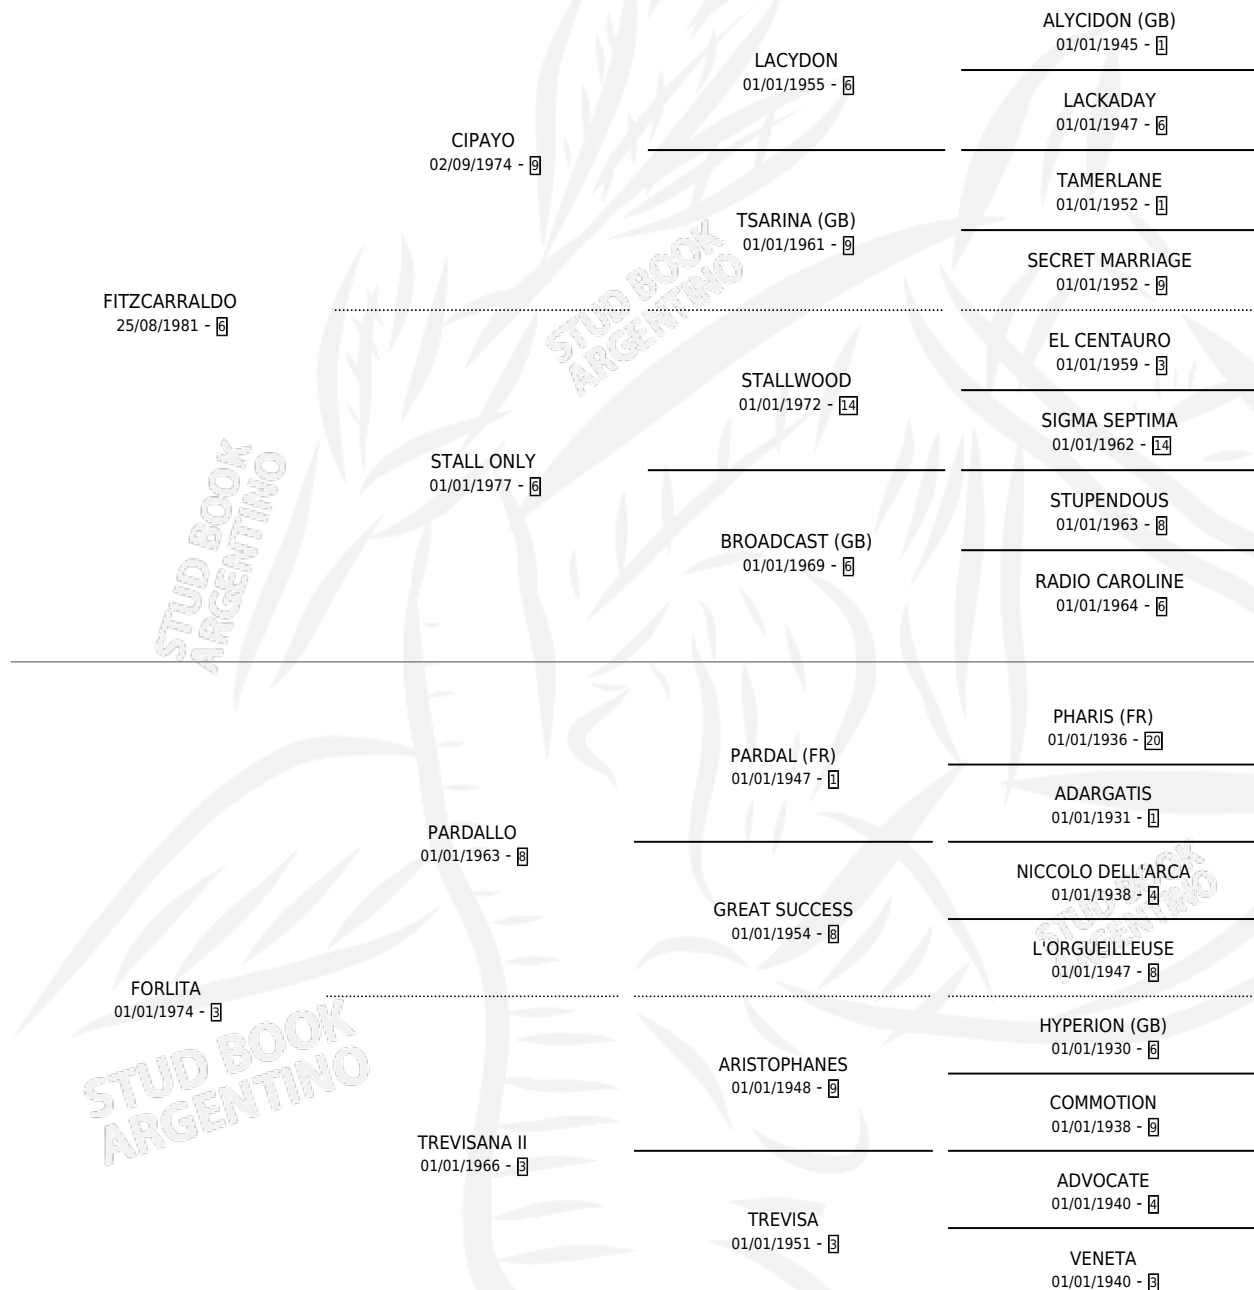 ALYCIDON (GB)
01/01/1945 - 1
LACYDON
01/01/1955 - 6
LACKADAY
01/01/1947 - 6
CIPAYO
02/09/1974 - 9
TAMERLANE
01/01/1952 - 1
TSARINA (GB)
01/01/1961 - 9
SECRET MARRIAGE
01/01/1952 - 9
FITZCARRALDO
25/08/1981 - 6
EL CENTAURO
01/01/1959 - 3
STALLWOOD
01/01/1972 - 14
SIGMA SEPTIMA
01/01/1962 - 14
STALL ONLY
01/01/1977 - 6
STUPENDOUS
01/01/1963 - 8
BROADCAST (GB)
01/01/1969 - 6
RADIO CAROLINE
01/01/1964 - 6
PHARIS (FR)
01/01/1936 - 20
PARDAL (FR)
01/01/1947 - 1
ADARGATIS
01/01/1931 - 1
PARDALLO
01/01/1963 - 8
NICCOLO DELL'ARCA
01/01/1938 - 4
GREAT SUCCESS
01/01/1954 - 8
L'ORGUEILLEUSE
01/01/1947 - 8
FORLITA
01/01/1974 - 3
HYPERION (GB)
01/01/1930 - 6
ARISTOPHANES
01/01/1948 - 9
COMMOTION
01/01/1938 - 9
TREVISANA II
01/01/1966 - 3
ADVOCATE
01/01/1940 - 4
TREVISA
01/01/1951 - 3
VENETA
01/01/1940 - 3
STUD BOOK
ARGENTINO
STUD BOOK
ARGENTINO
STUD BOOK
ARGENTINO
STUD BOOK
ARGENTINO